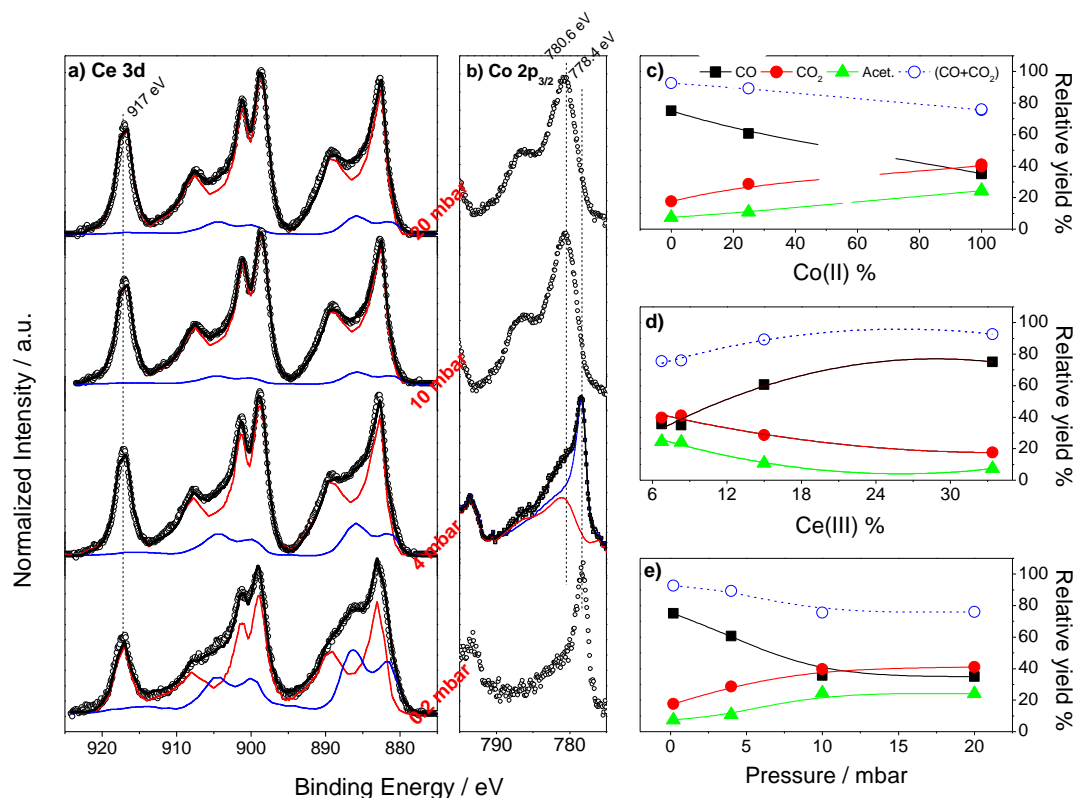 a) Ce 3d
917 eV
20 mbar
10 mbar
4 mbar
0.2 mbar
920 910 900 890 880
Normalized Intensity / a.u.
b) Co 2p3/2
780.6 eV
778.4 eV
790 780
Binding Energy / eV
c)
CO CO2 Acet. (CO+CO2)
100
80
60
40
20
0
Relative yield %
0 20 40 60 80 100
Co(II) %
d)
100
80
60
40
20
0
Relative yield %
6 12 18 24 30
Ce(III) %
e)
100
80
60
40
20
0
Relative yield %
0 5 10 15 20
Pressure / mbar